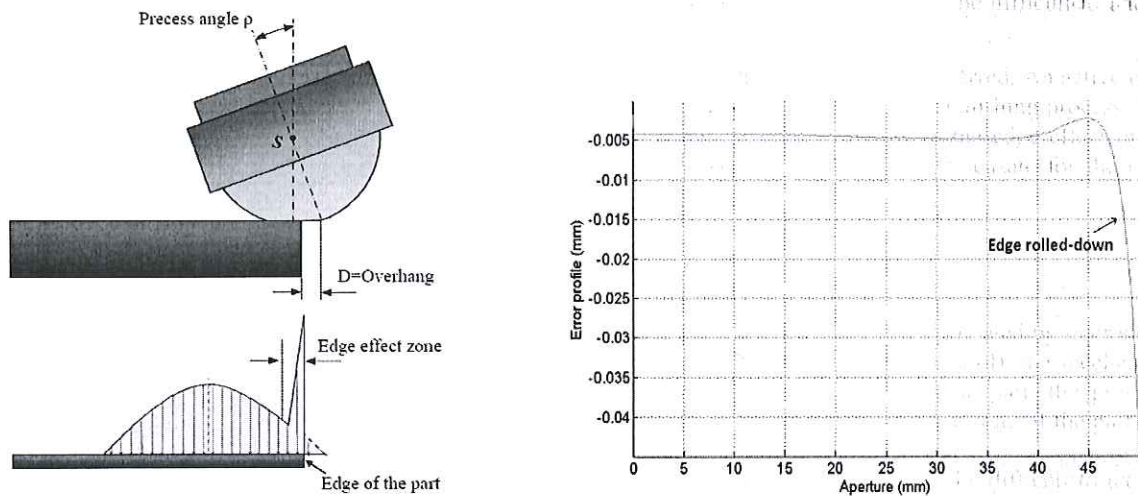 Precess angle ρ
S
D=Overhang
Edge effect zone
Edge of the part
-0.005
-0.01
-0.015
-0.02
-0.025
-0.03
-0.035
-0.04
Error profile (mm)
Edge rolled-down
0 5 10 15 20 25 30 35 40 45
Aperture (mm)